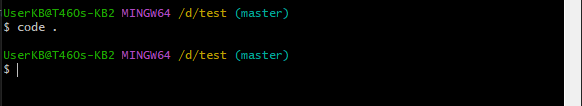 UserKB@T460s-KB2 MINGW64 /d/test (master)
$ code .
UserKB@T460s-KB2 MINGW64 /d/test (master)
$